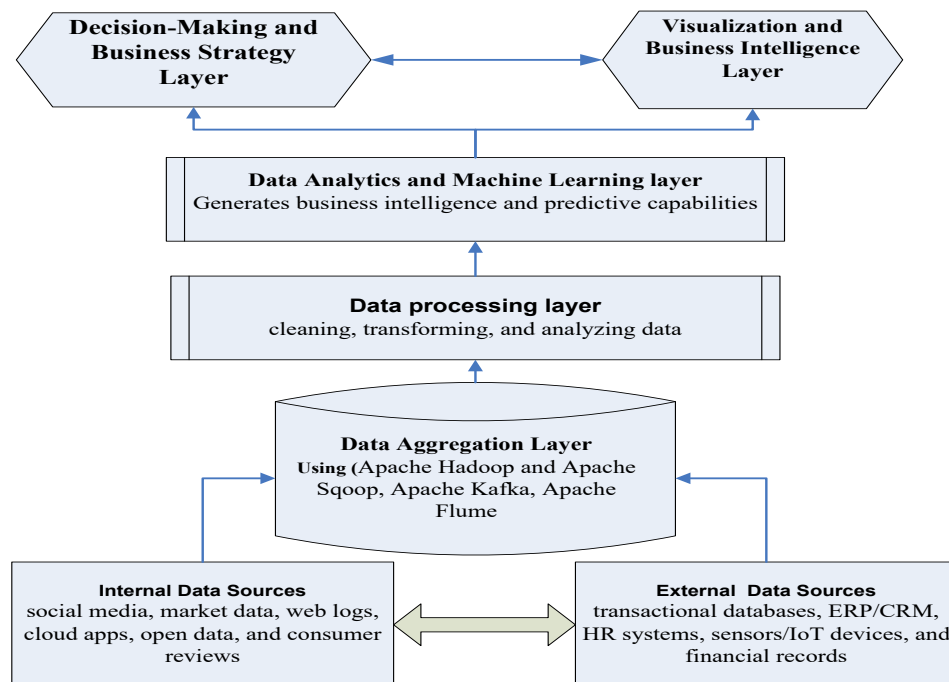 Decision-Making and
Business Strategy
Layer
Visualization and
Business Intelligence
Layer
Data Analytics and Machine Learning layer
Generates business intelligence and predictive capabilities
Data processing layer
cleaning, transforming, and analyzing data
Data Aggregation Layer
Using (Apache Hadoop and Apache
Sqoop, Apache Kafka, Apache
Flume
Internal Data Sources
social media, market data, web logs,
cloud apps, open data, and consumer
reviews
External Data Sources
transactional databases, ERP/CRM,
HR systems, sensors/IoT devices, and
financial records